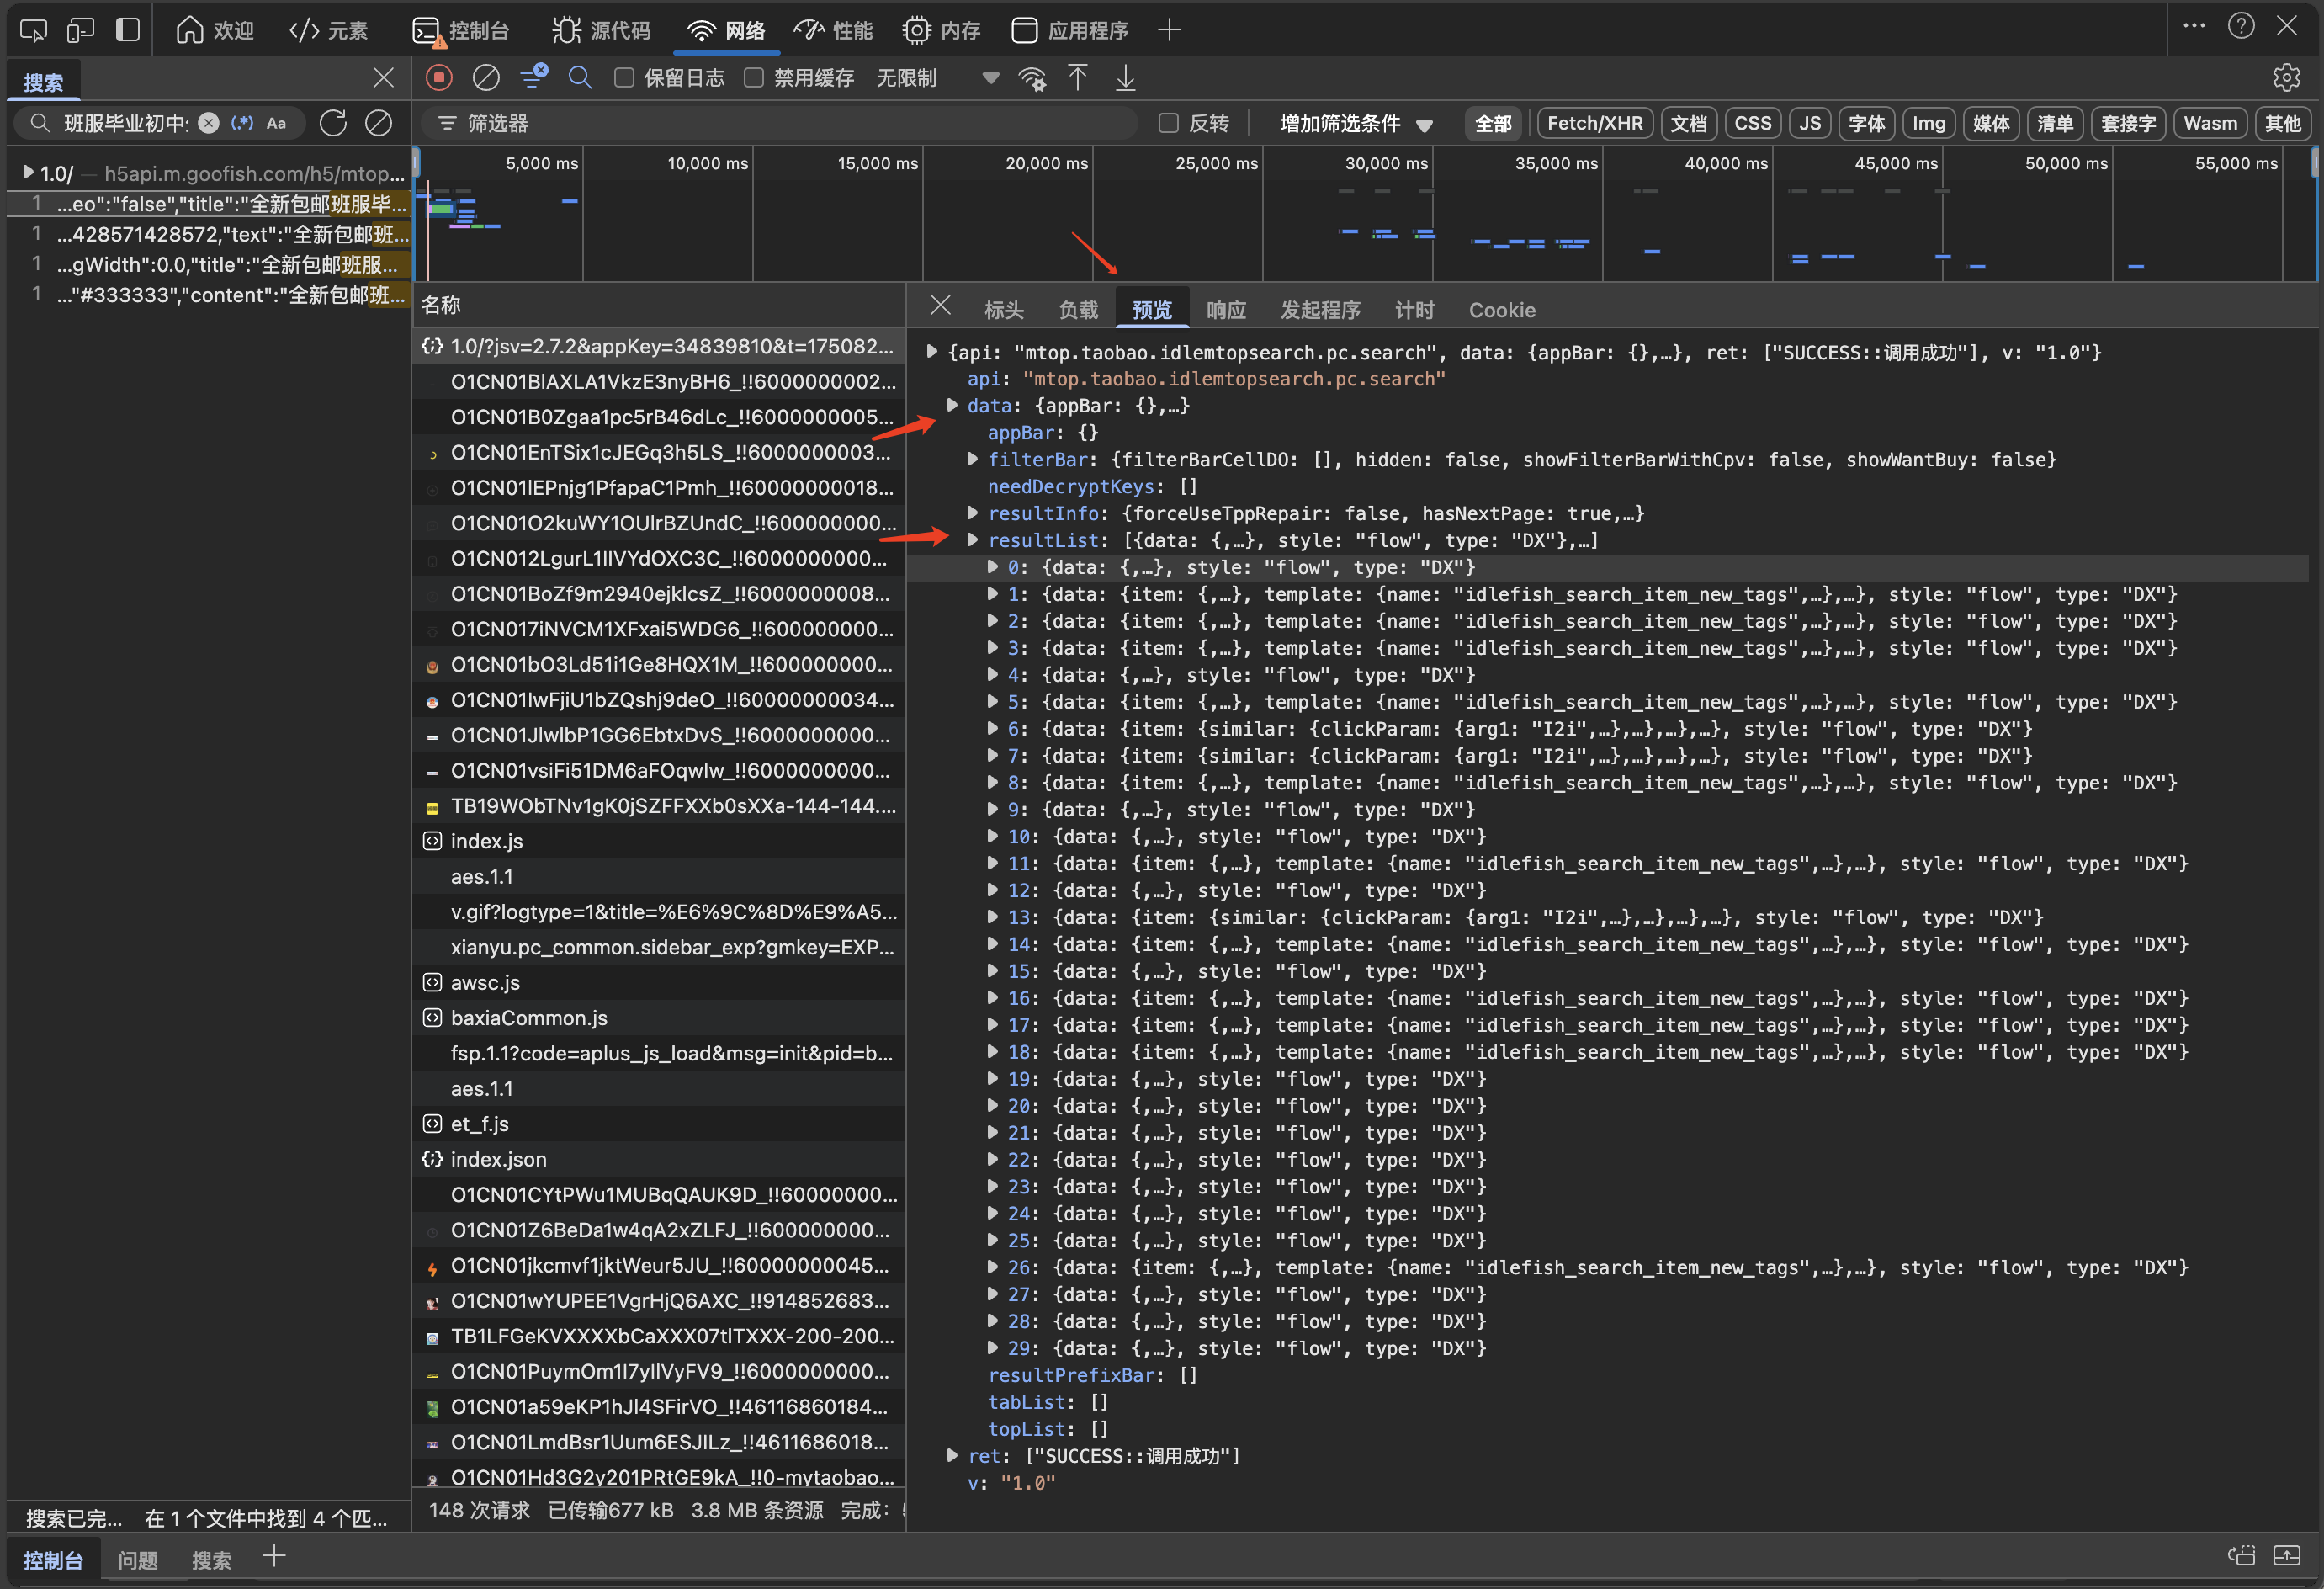 欢迎
元素
控制台
源代码
网络
性能
内存
应用程序
搜索
保留日志
禁用缓存
无限制
班服毕业初中
Aa
筛选器
反转
增加筛选条件
全部
Fetch/XHR
文档
CSS
JS
字体
Img
媒体
清单
套接字
Wasm
其他
1.0/ — h5api.m.goofish.com/h5/mtop...
1 ...eo":"false","title":"全新包邮班服毕...
1 ...428571428572,"text":"全新包邮班...
1 ...gWidth":0.0,"title":"全新包邮班服...
1 ..."#333333","content":"全新包邮班...
5,000 ms
10,000 ms
15,000 ms
20,000 ms
25,000 ms
30,000 ms
35,000 ms
40,000 ms
45,000 ms
50,000 ms
55,000 ms
名称
1.0/?jsv=2.7.2&appKey=34839810&t=175082...
O1CN01BlAXLA1VkzE3nyBH6_!!6000000002...
O1CN01B0Zgaa1pc5rB46dLc_!!6000000005...
O1CN01EnTSix1cJEGq3h5LS_!!6000000003...
O1CN01lEPnjg1PfapaC1Pmh_!!60000000018...
O1CN01O2kuWY1OUlrBZUndC_!!600000000...
O1CN012LgurL1lIVYdOXC3C_!!6000000000...
O1CN01BoZf9m2940ejklcsZ_!!6000000008...
O1CN017iNVCM1XFxai5WDG6_!!600000000...
O1CN01bO3Ld51i1Ge8HQX1M_!!600000000...
O1CN01IwFjiU1bZQshj9deO_!!60000000034...
O1CN01JlwlbP1GG6EbtxDvS_!!6000000000...
O1CN01vsiFi51DM6aFOqwIw_!!6000000000...
TB19WObTNv1gK0jSZFFXXb0sXXa-144-144....
index.js
aes.1.1
v.gif?logtype=1&title=%E6%9C%8D%E9%A5...
xianyu.pc_common.sidebar_exp?gmkey=EXP...
awsc.js
baxiaCommon.js
fsp.1.1?code=aplus_js_load&msg=init&pid=b...
aes.1.1
et_f.js
index.json
O1CN01CYtPWu1MUBqQAUK9D_!!60000000...
O1CN01Z6BeDa1w4qA2xZLFJ_!!600000000...
O1CN01jkcmvf1jktWeur5JU_!!60000000045...
O1CN01wYUPEE1VgrHjQ6AXC_!!914852683...
TB1LFGeKVXXXXbCaXXX07tlTXXX-200-200...
O1CN01PuymOm1I7yIlVyFV9_!!6000000000...
O1CN01a59eKP1hJl4SFirVO_!!46116860184...
O1CN01LmdBsr1Uum6ESJILz_!!4611686018...
O1CN01Hd3G2y201PRtGE9kA_!!0-mytaobao...
148 次请求
已传输677 kB
3.8 MB 条资源
完成:
标头
负载
预览
响应
发起程序
计时
Cookie
{api: "mtop.taobao.idlemtopsearch.pc.search", data: {appBar: {},…}, ret: ["SUCCESS::调用成功"], v: "1.0"}
api: "mtop.taobao.idlemtopsearch.pc.search"
data: {appBar: {},…}
appBar: {}
filterBar: {filterBarCellDO: [], hidden: false, showFilterBarWithCpv: false, showWantBuy: false}
needDecryptKeys: []
resultInfo: {forceUseTppRepair: false, hasNextPage: true,…}
resultList: [{data: {,…}, style: "flow", type: "DX"},…]
0: {data: {,…}, style: "flow", type: "DX"}
1: {data: {item: {,…}, template: {name: "idlefish_search_item_new_tags",…},…}, style: "flow", type: "DX"}
2: {data: {item: {,…}, template: {name: "idlefish_search_item_new_tags",…},…}, style: "flow", type: "DX"}
3: {data: {item: {,…}, template: {name: "idlefish_search_item_new_tags",…},…}, style: "flow", type: "DX"}
4: {data: {,…}, style: "flow", type: "DX"}
5: {data: {item: {,…}, template: {name: "idlefish_search_item_new_tags",…},…}, style: "flow", type: "DX"}
6: {data: {item: {similar: {clickParam: {arg1: "I2i",…},…},…},…}, style: "flow", type: "DX"}
7: {data: {item: {similar: {clickParam: {arg1: "I2i",…},…},…},…}, style: "flow", type: "DX"}
8: {data: {item: {,…}, template: {name: "idlefish_search_item_new_tags",…},…}, style: "flow", type: "DX"}
9: {data: {,…}, style: "flow", type: "DX"}
10: {data: {,…}, style: "flow", type: "DX"}
11: {data: {item: {,…}, template: {name: "idlefish_search_item_new_tags",…},…}, style: "flow", type: "DX"}
12: {data: {,…}, style: "flow", type: "DX"}
13: {data: {item: {similar: {clickParam: {arg1: "I2i",…},…},…},…}, style: "flow", type: "DX"}
14: {data: {item: {,…}, template: {name: "idlefish_search_item_new_tags",…},…}, style: "flow", type: "DX"}
15: {data: {,…}, style: "flow", type: "DX"}
16: {data: {item: {,…}, template: {name: "idlefish_search_item_new_tags",…},…}, style: "flow", type: "DX"}
17: {data: {item: {,…}, template: {name: "idlefish_search_item_new_tags",…},…}, style: "flow", type: "DX"}
18: {data: {item: {,…}, template: {name: "idlefish_search_item_new_tags",…},…}, style: "flow", type: "DX"}
19: {data: {,…}, style: "flow", type: "DX"}
20: {data: {,…}, style: "flow", type: "DX"}
21: {data: {,…}, style: "flow", type: "DX"}
22: {data: {,…}, style: "flow", type: "DX"}
23: {data: {,…}, style: "flow", type: "DX"}
24: {data: {,…}, style: "flow", type: "DX"}
25: {data: {,…}, style: "flow", type: "DX"}
26: {data: {item: {,…}, template: {name: "idlefish_search_item_new_tags",…},…}, style: "flow", type: "DX"}
27: {data: {,…}, style: "flow", type: "DX"}
28: {data: {,…}, style: "flow", type: "DX"}
29: {data: {,…}, style: "flow", type: "DX"}
resultPrefixBar: []
tabList: []
topList: []
ret: ["SUCCESS::调用成功"]
v: "1.0"
搜索已完...
在 1 个文件中找到 4 个匹...
控制台
问题
搜索